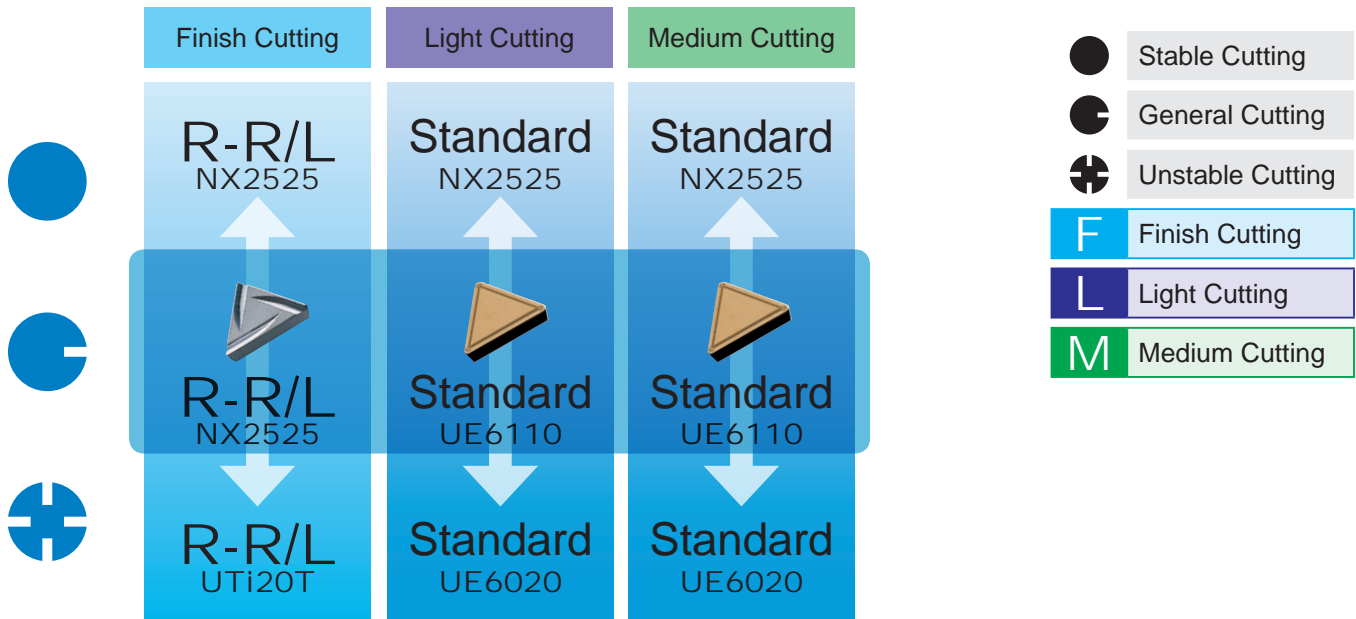 Finish Cutting
Light Cutting
Medium Cutting
R-R/L
NX2525
Standard
NX2525
Standard
NX2525
R-R/L
NX2525
Standard
UE6110
Standard
UE6110
R-R/L
UTi20T
Standard
UE6020
Standard
UE6020
Stable Cutting
General Cutting
Unstable Cutting
F Finish Cutting
L Light Cutting
M Medium Cutting